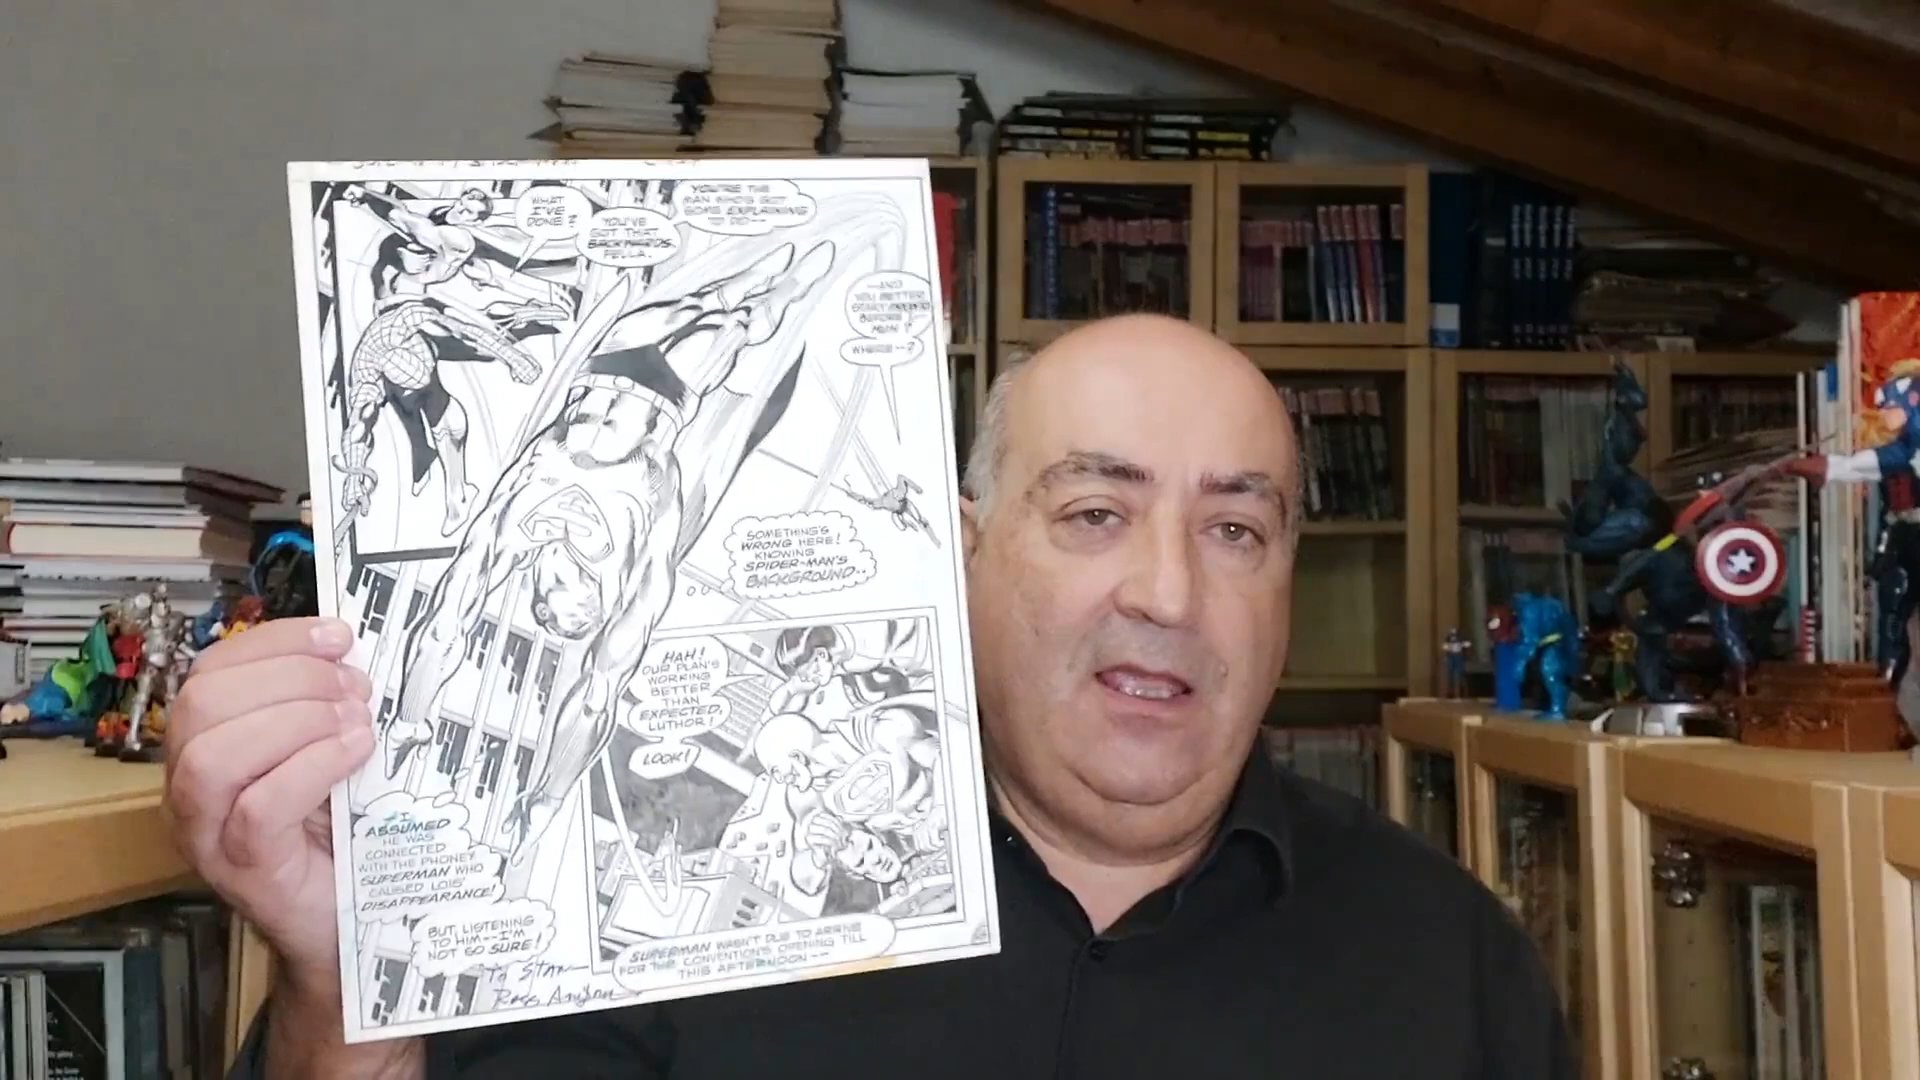 WHAT
I'VE
DONE?
YOU'VE
GOT THAT
BACKWARDS,
FELLA.
YOU'RE THE
MAN WHO'S GOT
SOME EXPLAINING
TO DO--
--AND
YOU BETTER
START
BEFORE I
WHERE--?
SOMETHING'S
WRONG HERE!
KNOWING
SPIDER-MAN'S
BACKGROUND..
HAH!
OUR PLAN'S
WORKING
BETTER
THAN
EXPECTED,
LUTHOR!
LOOK!
I
ASSUMED
HE WAS
CONNECTED
WITH THE PHONEY
SUPERMAN WHO
CAUSED LOIS'
DISAPPEARANCE!
BUT LISTENING
TO HIM--I'M
NOT SO SURE!
SUPERMAN WASN'T DUE TO ARRIVE
FOR THE CONVENTION'S OPENING TILL
THIS AFTERNOON--
To Stan
Ross Andru